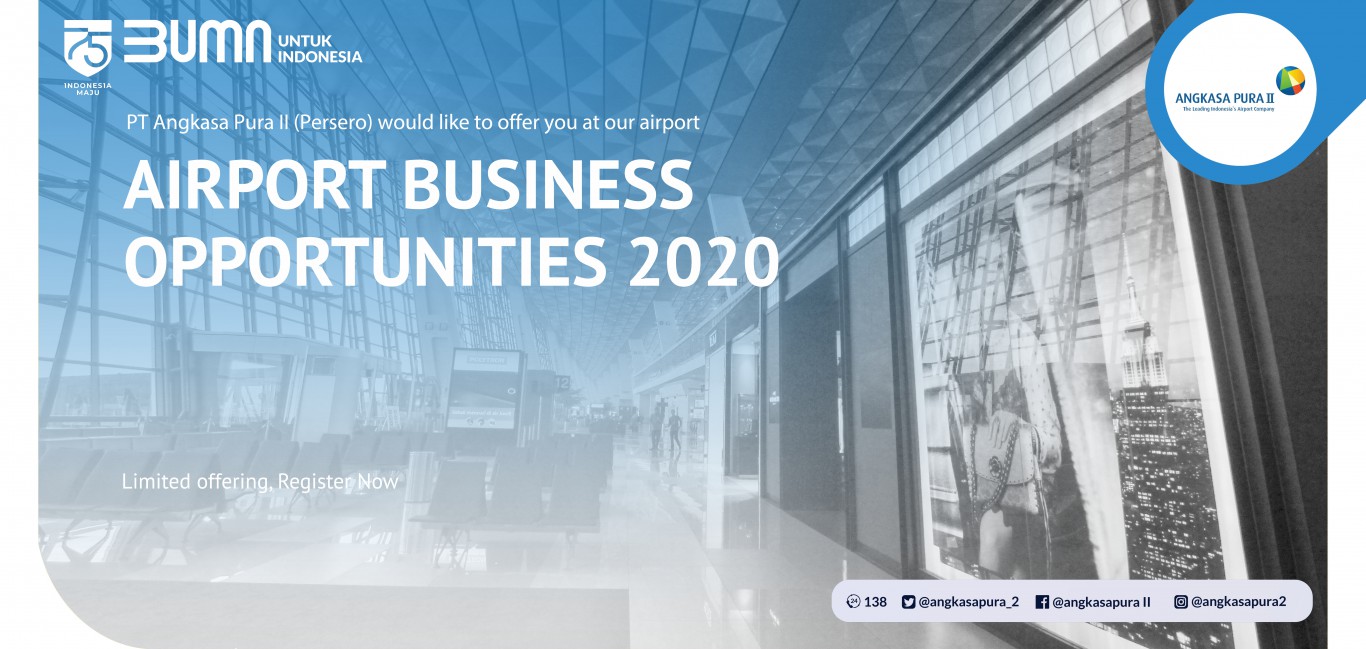 75
INDONESIA
MAJU
BUMN
UNTUK
INDONESIA
ANGKASA PURA II
The Leading Indonesia's Airport Company
PT Angkasa Pura II (Persero) would like to offer you at our airport
AIRPORT BUSINESS
OPPORTUNITIES 2020
12
Limited offering, Register Now
24
138 @angkasapura_2 @angkasapura II @angkasapura2